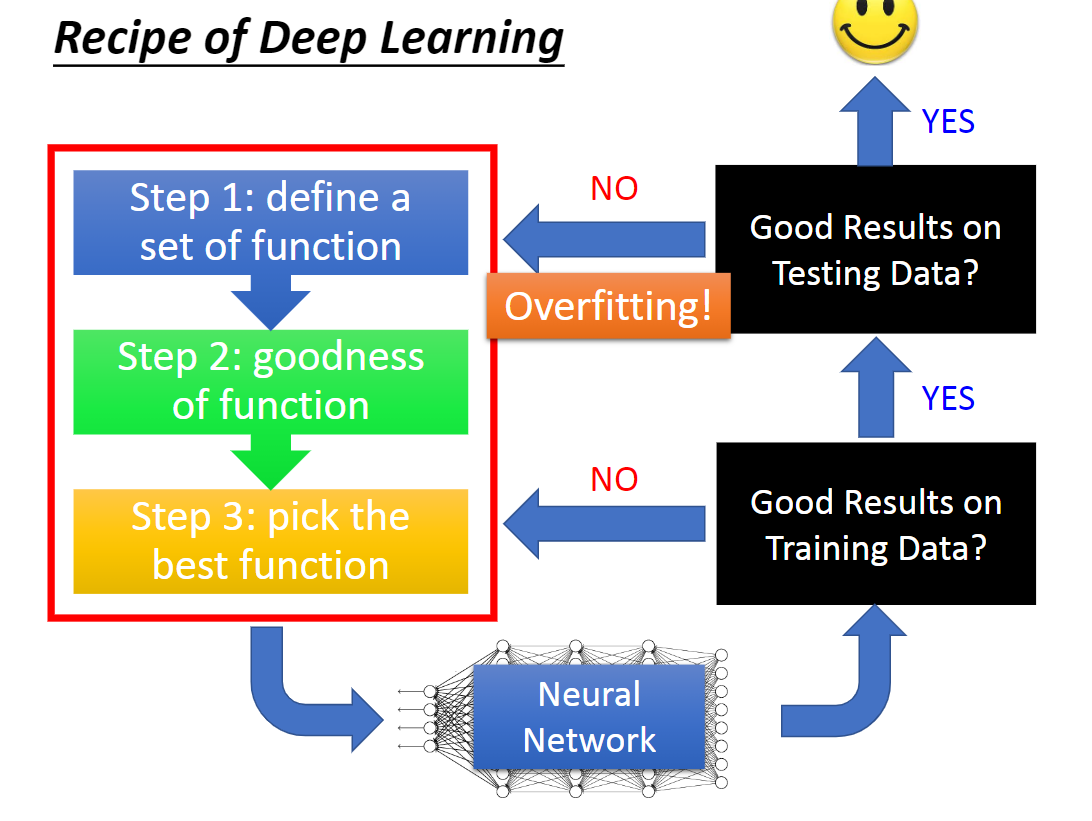 Recipe of Deep Learning
YES
Step 1: define a
set of function
NO
Good Results on
Testing Data?
Overfitting!
Step 2: goodness
of function
YES
Step 3: pick the
best function
NO
Good Results on
Training Data?
Neural
Network